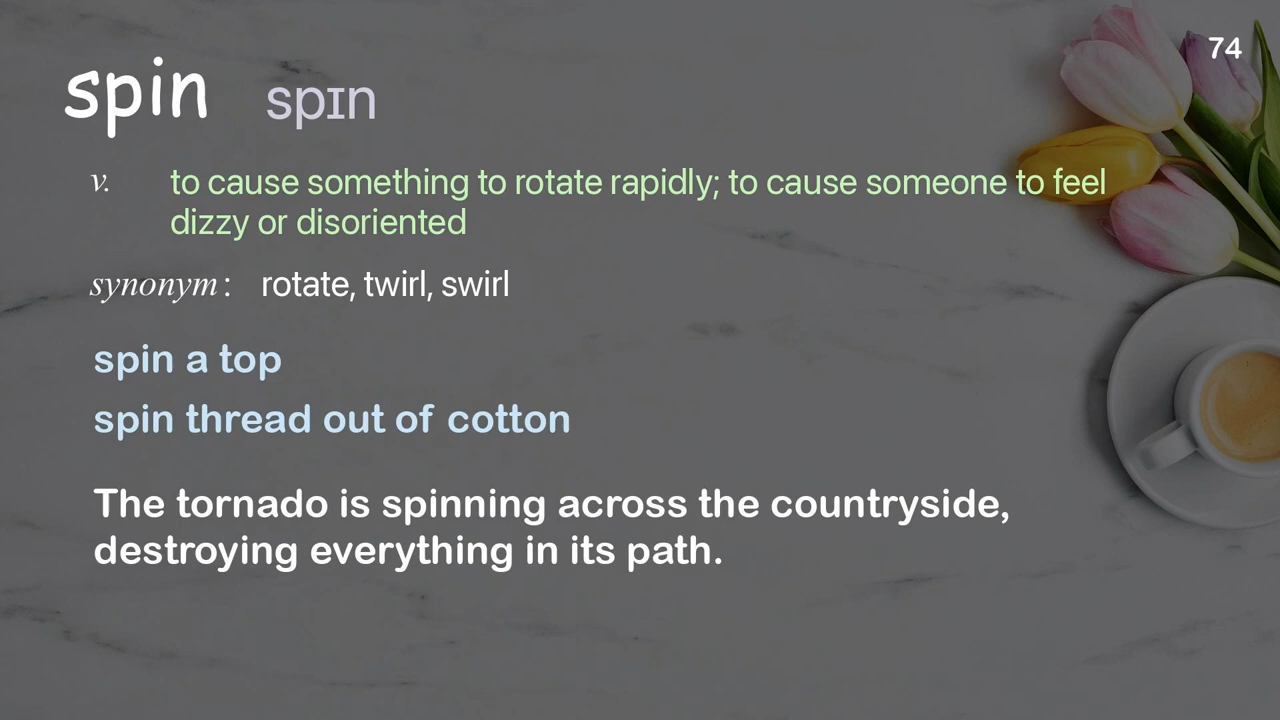 74
spin spɪn
v. to cause something to rotate rapidly; to cause someone to feel
dizzy or disoriented
synonym : rotate, twirl, swirl
spin a top
spin thread out of cotton
The tornado is spinning across the countryside,
destroying everything in its path.